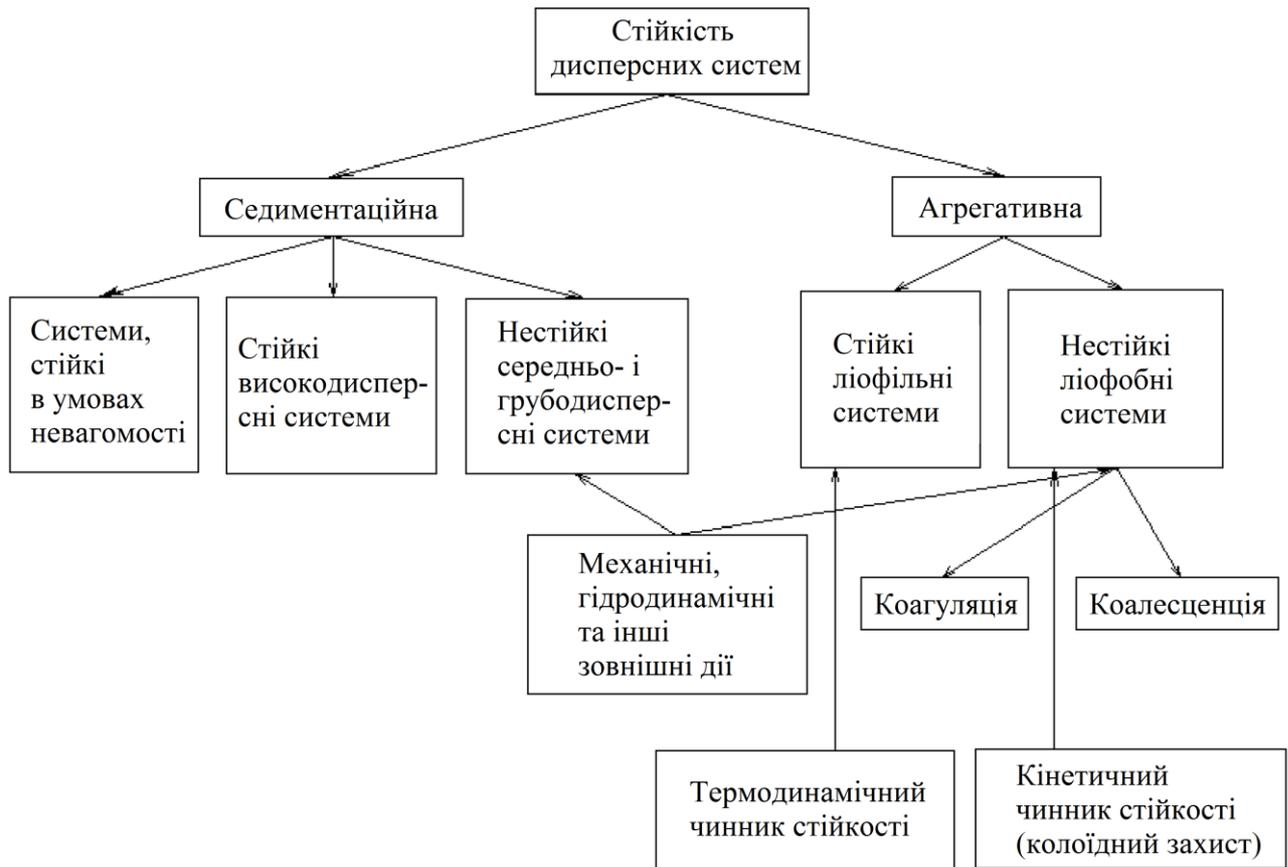 Стійкість
дисперсних систем
Седиментаційна
Агрегативна
Системи,
стійкі
в умовах
невагомості
Стійкі
високодиспер-
сні системи
Нестійкі
середньо- і
грубодиспер-
сні системи
Стійкі
ліофільні
системи
Нестійкі
ліофобні
системи
Механічні,
гідродинамічні
та інші
зовнішні дії
Коагуляція
Коалесценція
Термодинамічний
чинник стійкості
Кінетичний
чинник стійкості
(колоїдний захист)